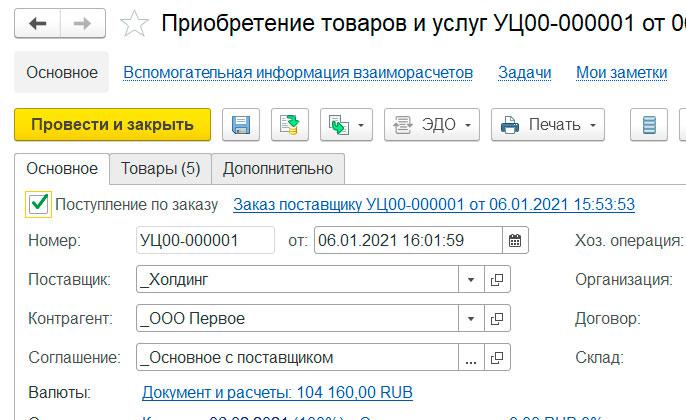 Приобретение товаров и услуг УЦ00-000001 от
Основное Вспомогательная информация взаиморасчетов Задачи Мои заметки
Провести и закрыть ЭДО Печать
Основное Товары (5) Дополнительно
Поступление по заказу Заказ поставщику УЦ00-000001 от 06.01.2021 15:53:53
Номер: УЦ00-000001 от: 06.01.2021 16:01:59 Хоз. операция:
Поставщик: _Холдинг Организация:
Контрагент: _ООО Первое Договор:
Соглашение: _Основное с поставщиком ... Склад:
Валюты: Документ и расчеты: 104 160,00 RUB